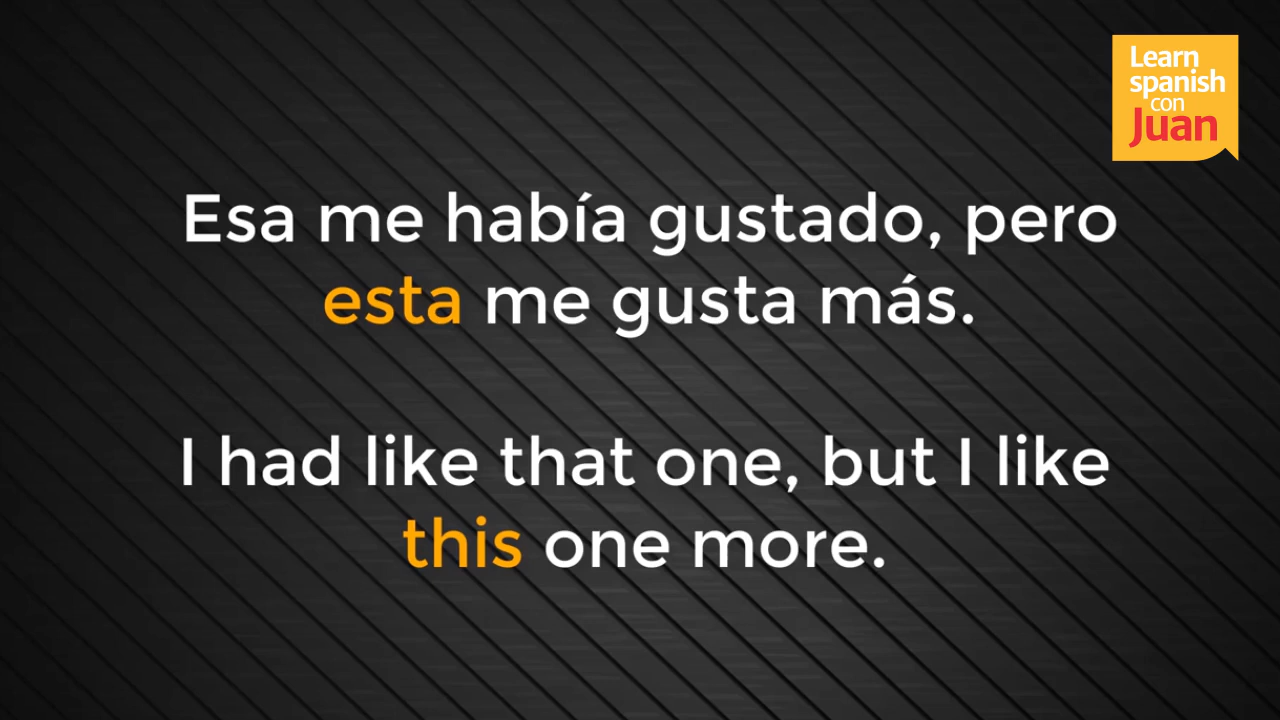 Learn
spanish
con
Juan
Esa me había gustado, pero
esta me gusta más.
I had like that one, but I like
this one more.